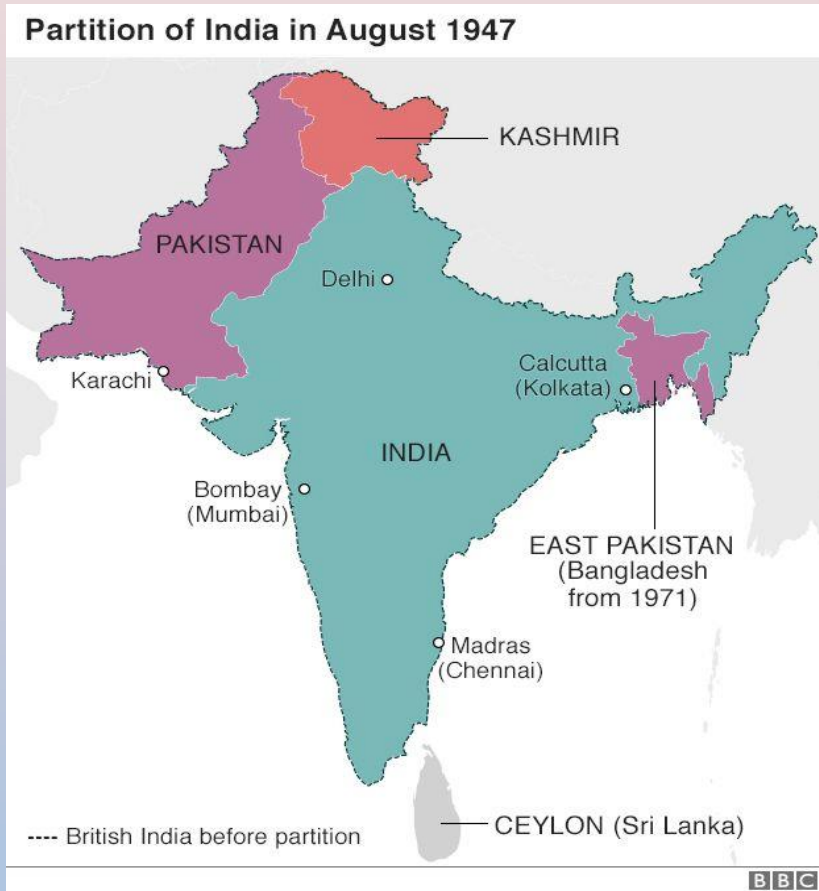 Partition of India in August 1947
KASHMIR
PAKISTAN
Delhi
Karachi
Calcutta
(Kolkata)
INDIA
Bombay
(Mumbai)
EAST PAKISTAN
(Bangladesh
from 1971)
Madras
(Chennai)
CEYLON (Sri Lanka)
---- British India before partition
BBC